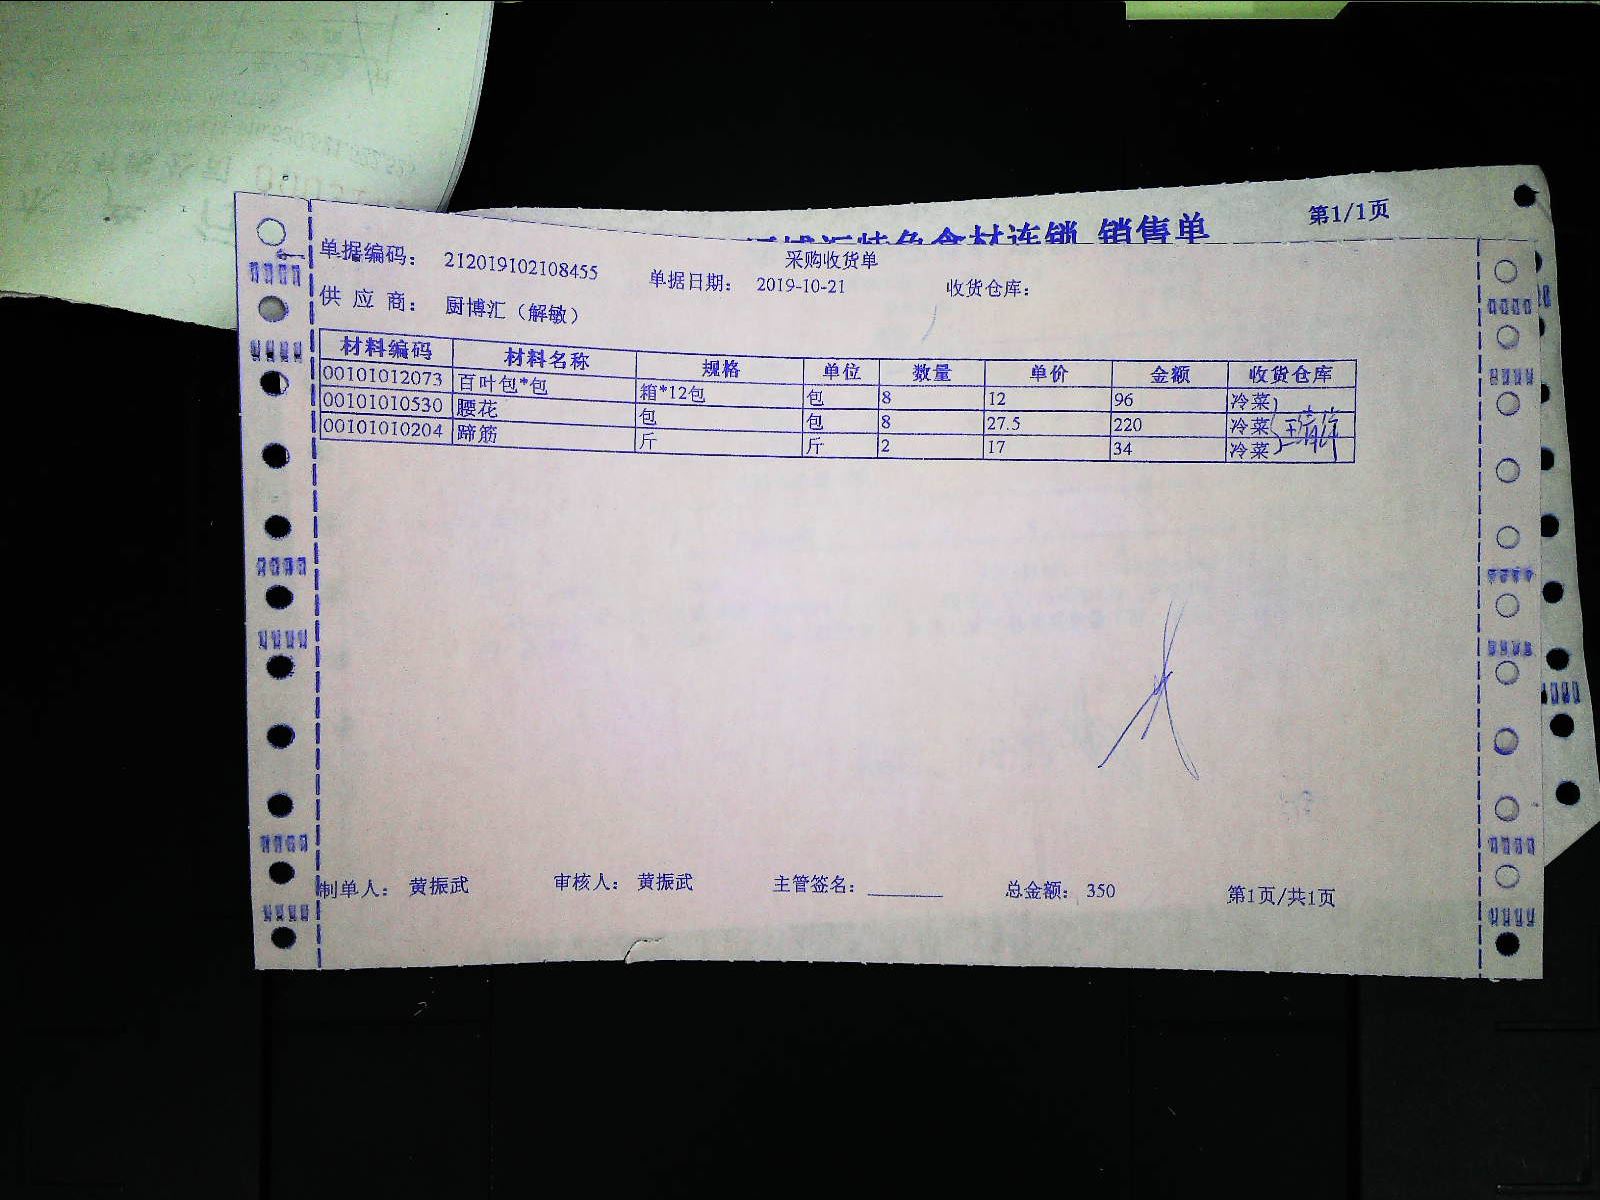 食材连锁 销售单
第1/1页
采购收货单
单据编码： 212019102108455 单据日期： 2019-10-21 收货仓库：
供 应 商： 厨博汇（解敏）
材料编码 材料名称 规格 单位 数量 单价 金额 收货仓库
00101012073 百叶包*包 箱*12包 包 8 12 96 冷菜
00101010530 腰花 包 包 8 27.5 220 冷菜
00101010204 蹄筋 斤 斤 2 17 34 冷菜
制单人： 黄振武 审核人： 黄振武 主管签名： 总金额： 350 第1页/共1页